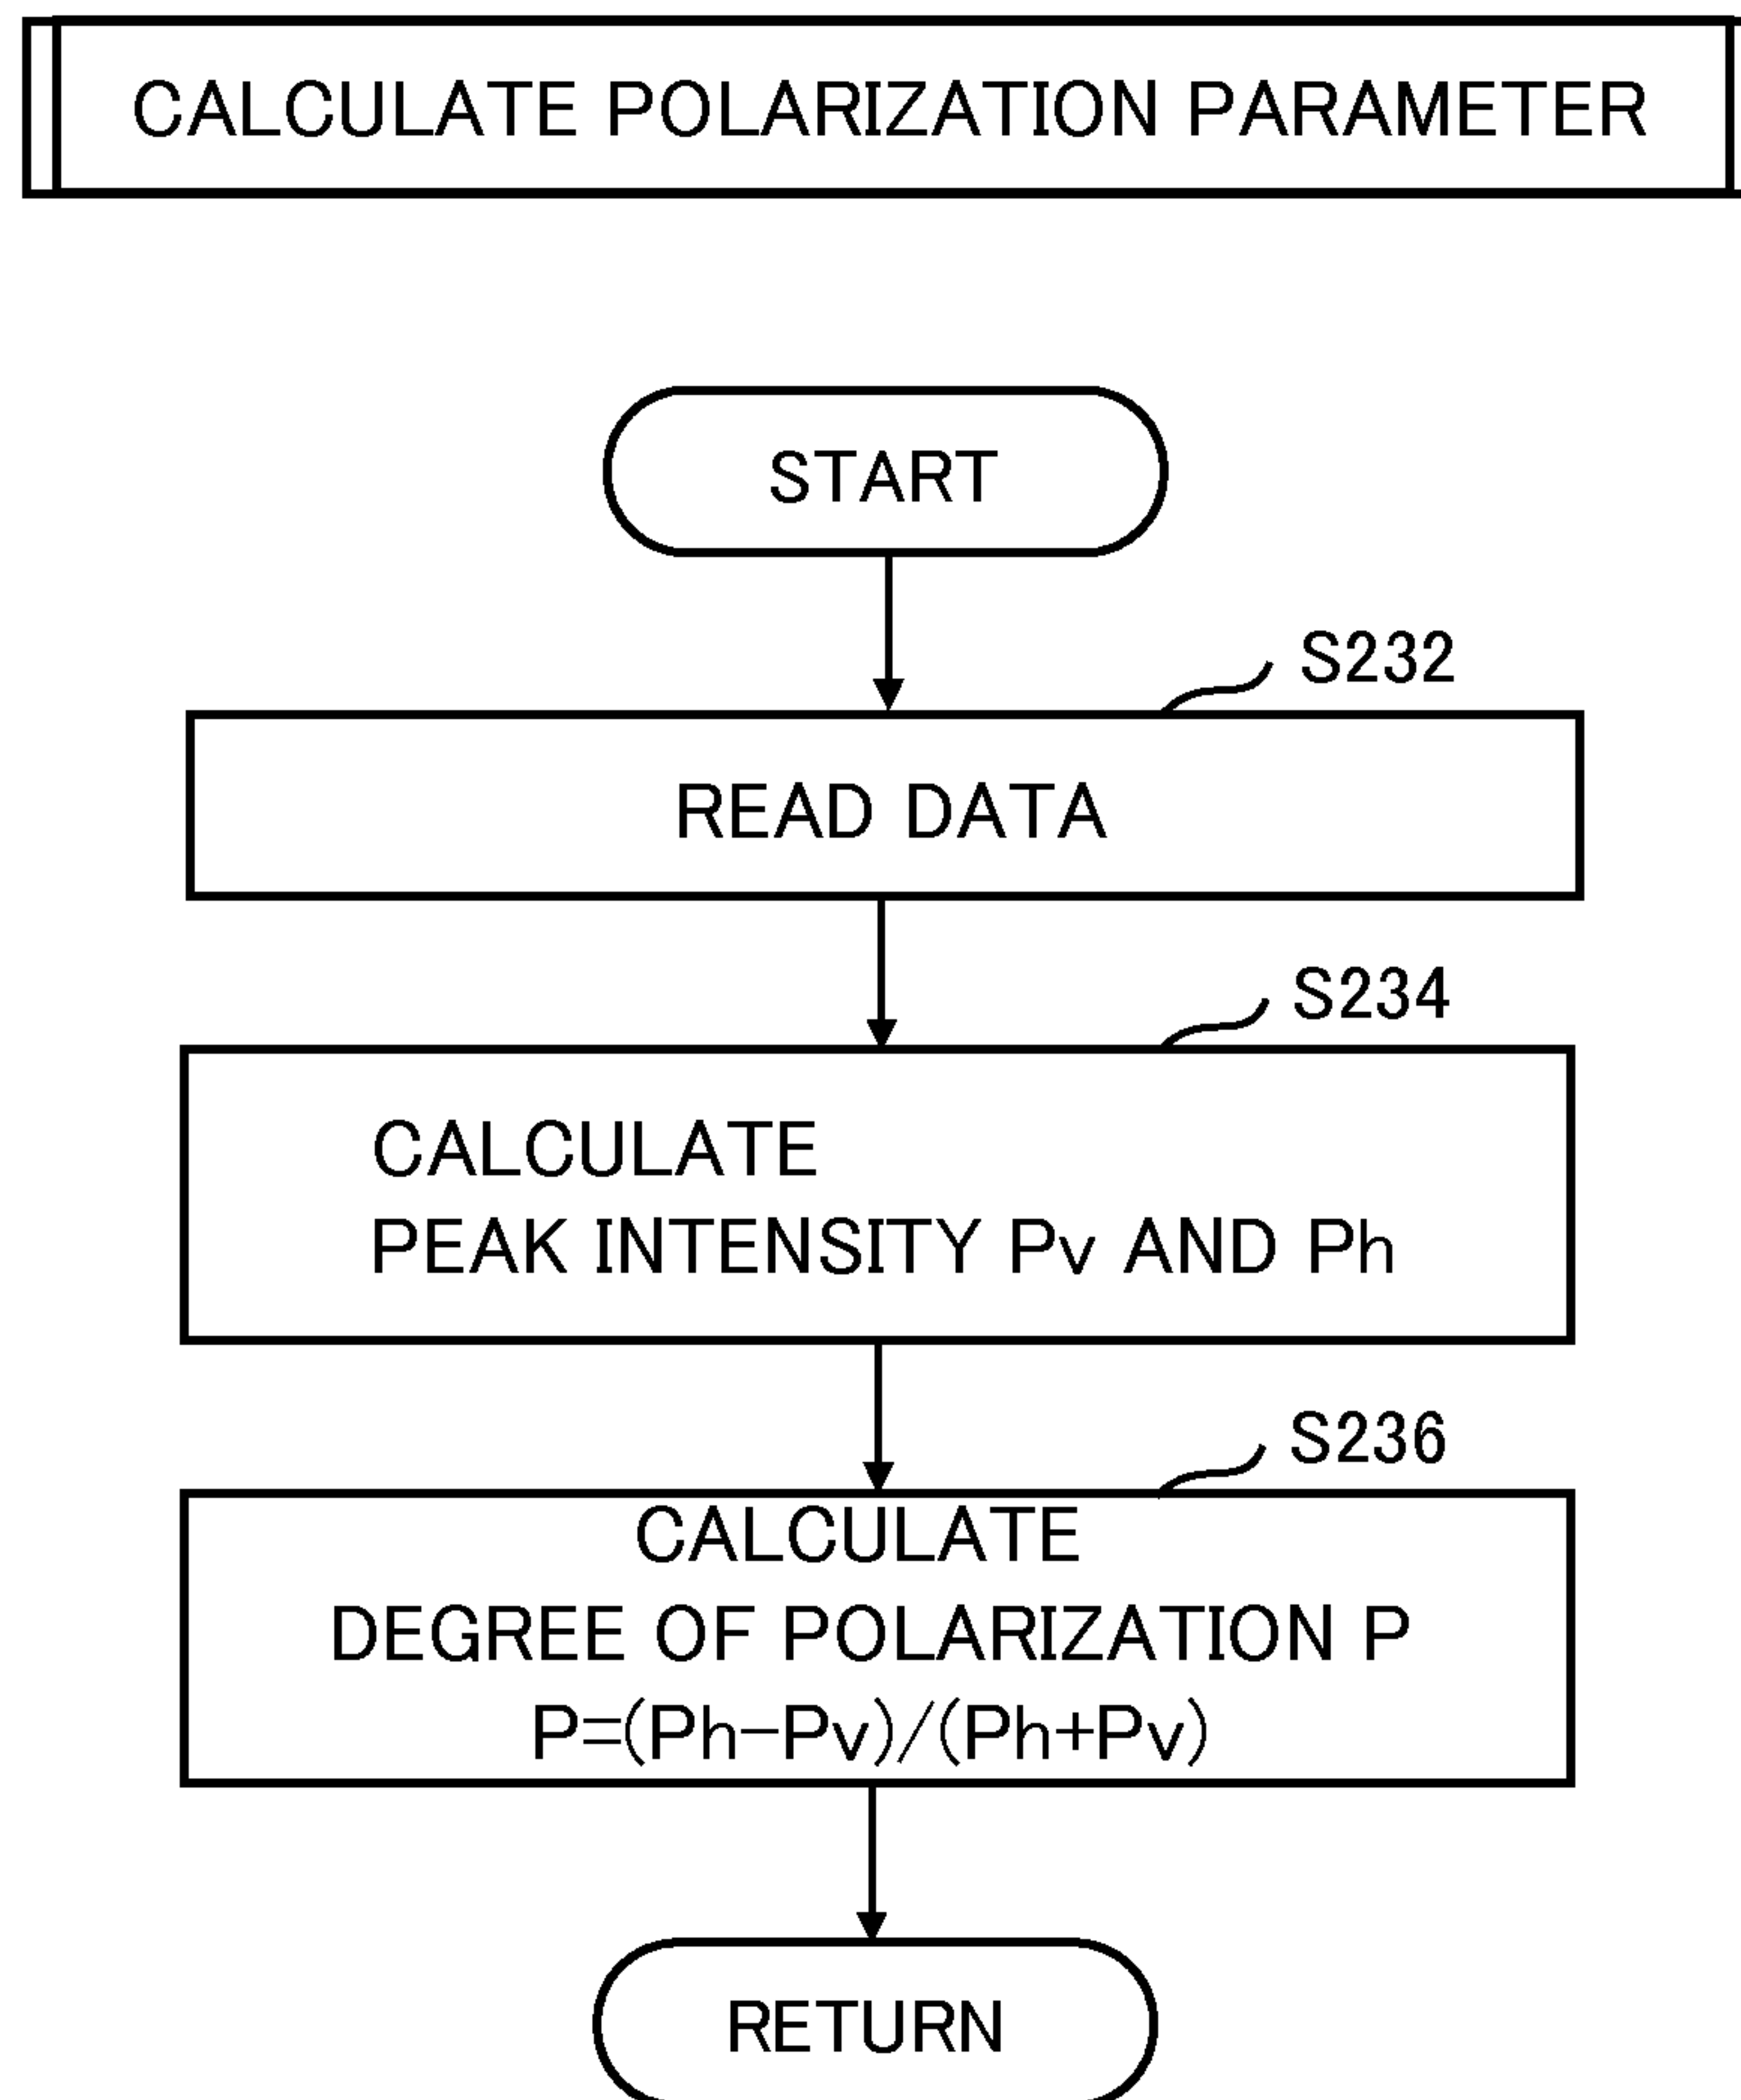 CALCULATE POLARIZATION PARAMETER
START
S232
READ DATA
S234
CALCULATE
PEAK INTENSITY Pv AND Ph
S236
CALCULATE
DEGREE OF POLARIZATION P
P=(Ph−Pv)/(Ph+Pv)
RETURN